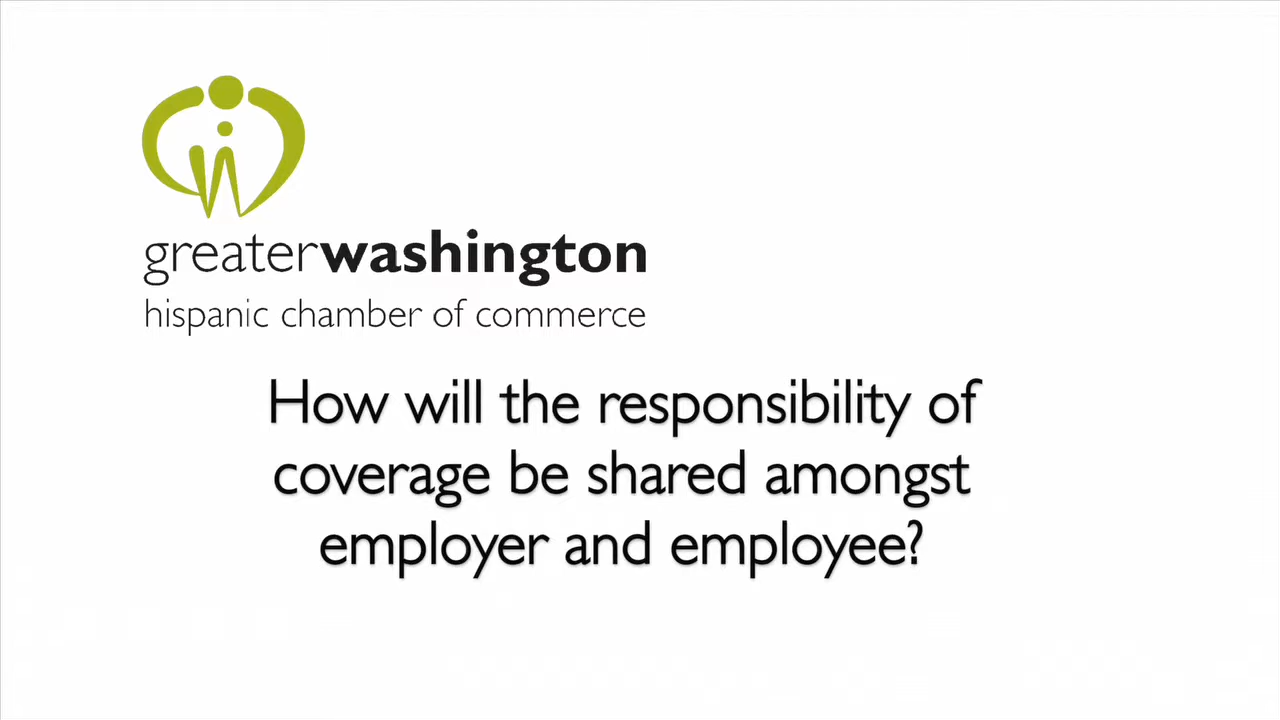 greaterwashington
hispanic chamber of commerce
How will the responsibility of
coverage be shared amongst
employer and employee?